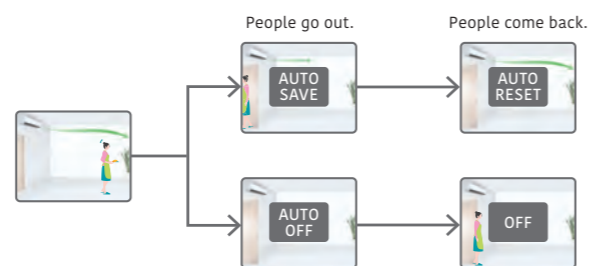 People go out.
People come back.
AUTO
SAVE
AUTO
RESET
AUTO
OFF
OFF